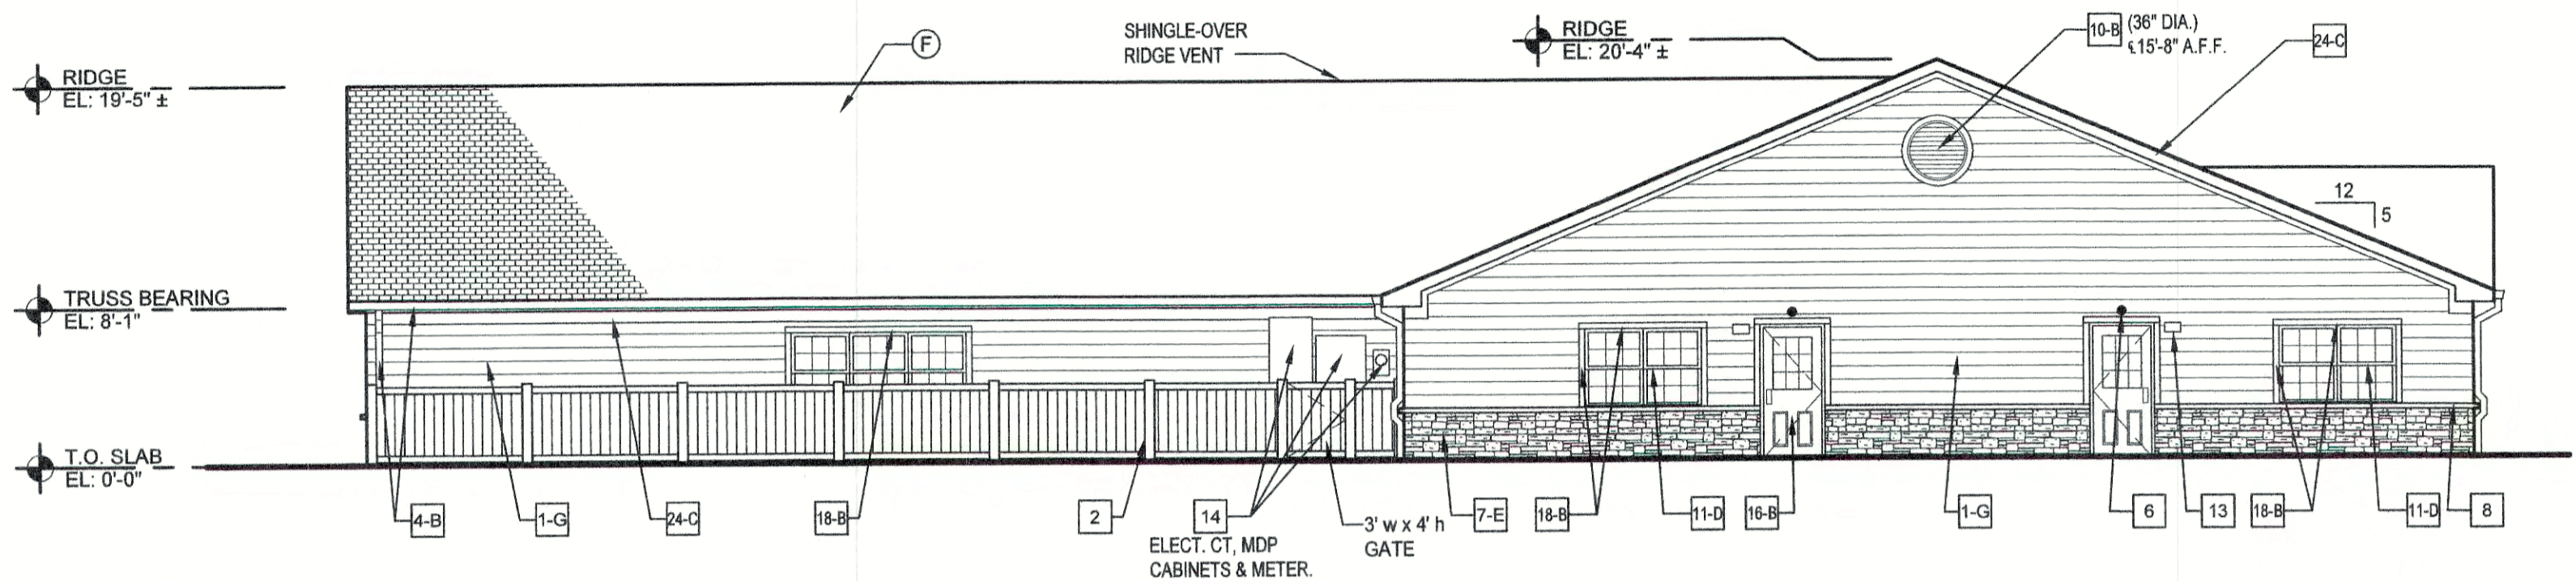 RIDGE
EL: 19'-5" ±
TRUSS BEARING
EL: 8'-1"
T.O. SLAB
EL: 0'-0"
F
SHINGLE-OVER
RIDGE VENT
RIDGE
EL: 20'-4" ±
10-B
(36" DIA.)
℄15'-8" A.F.F.
24-C
12
5
4-B
1-G
24-C
18-B
2
14
ELECT. CT, MDP
CABINETS & METER.
3' w x 4' h
GATE
7-E
18-B
11-D
16-B
1-G
6
13
18-B
11-D
8